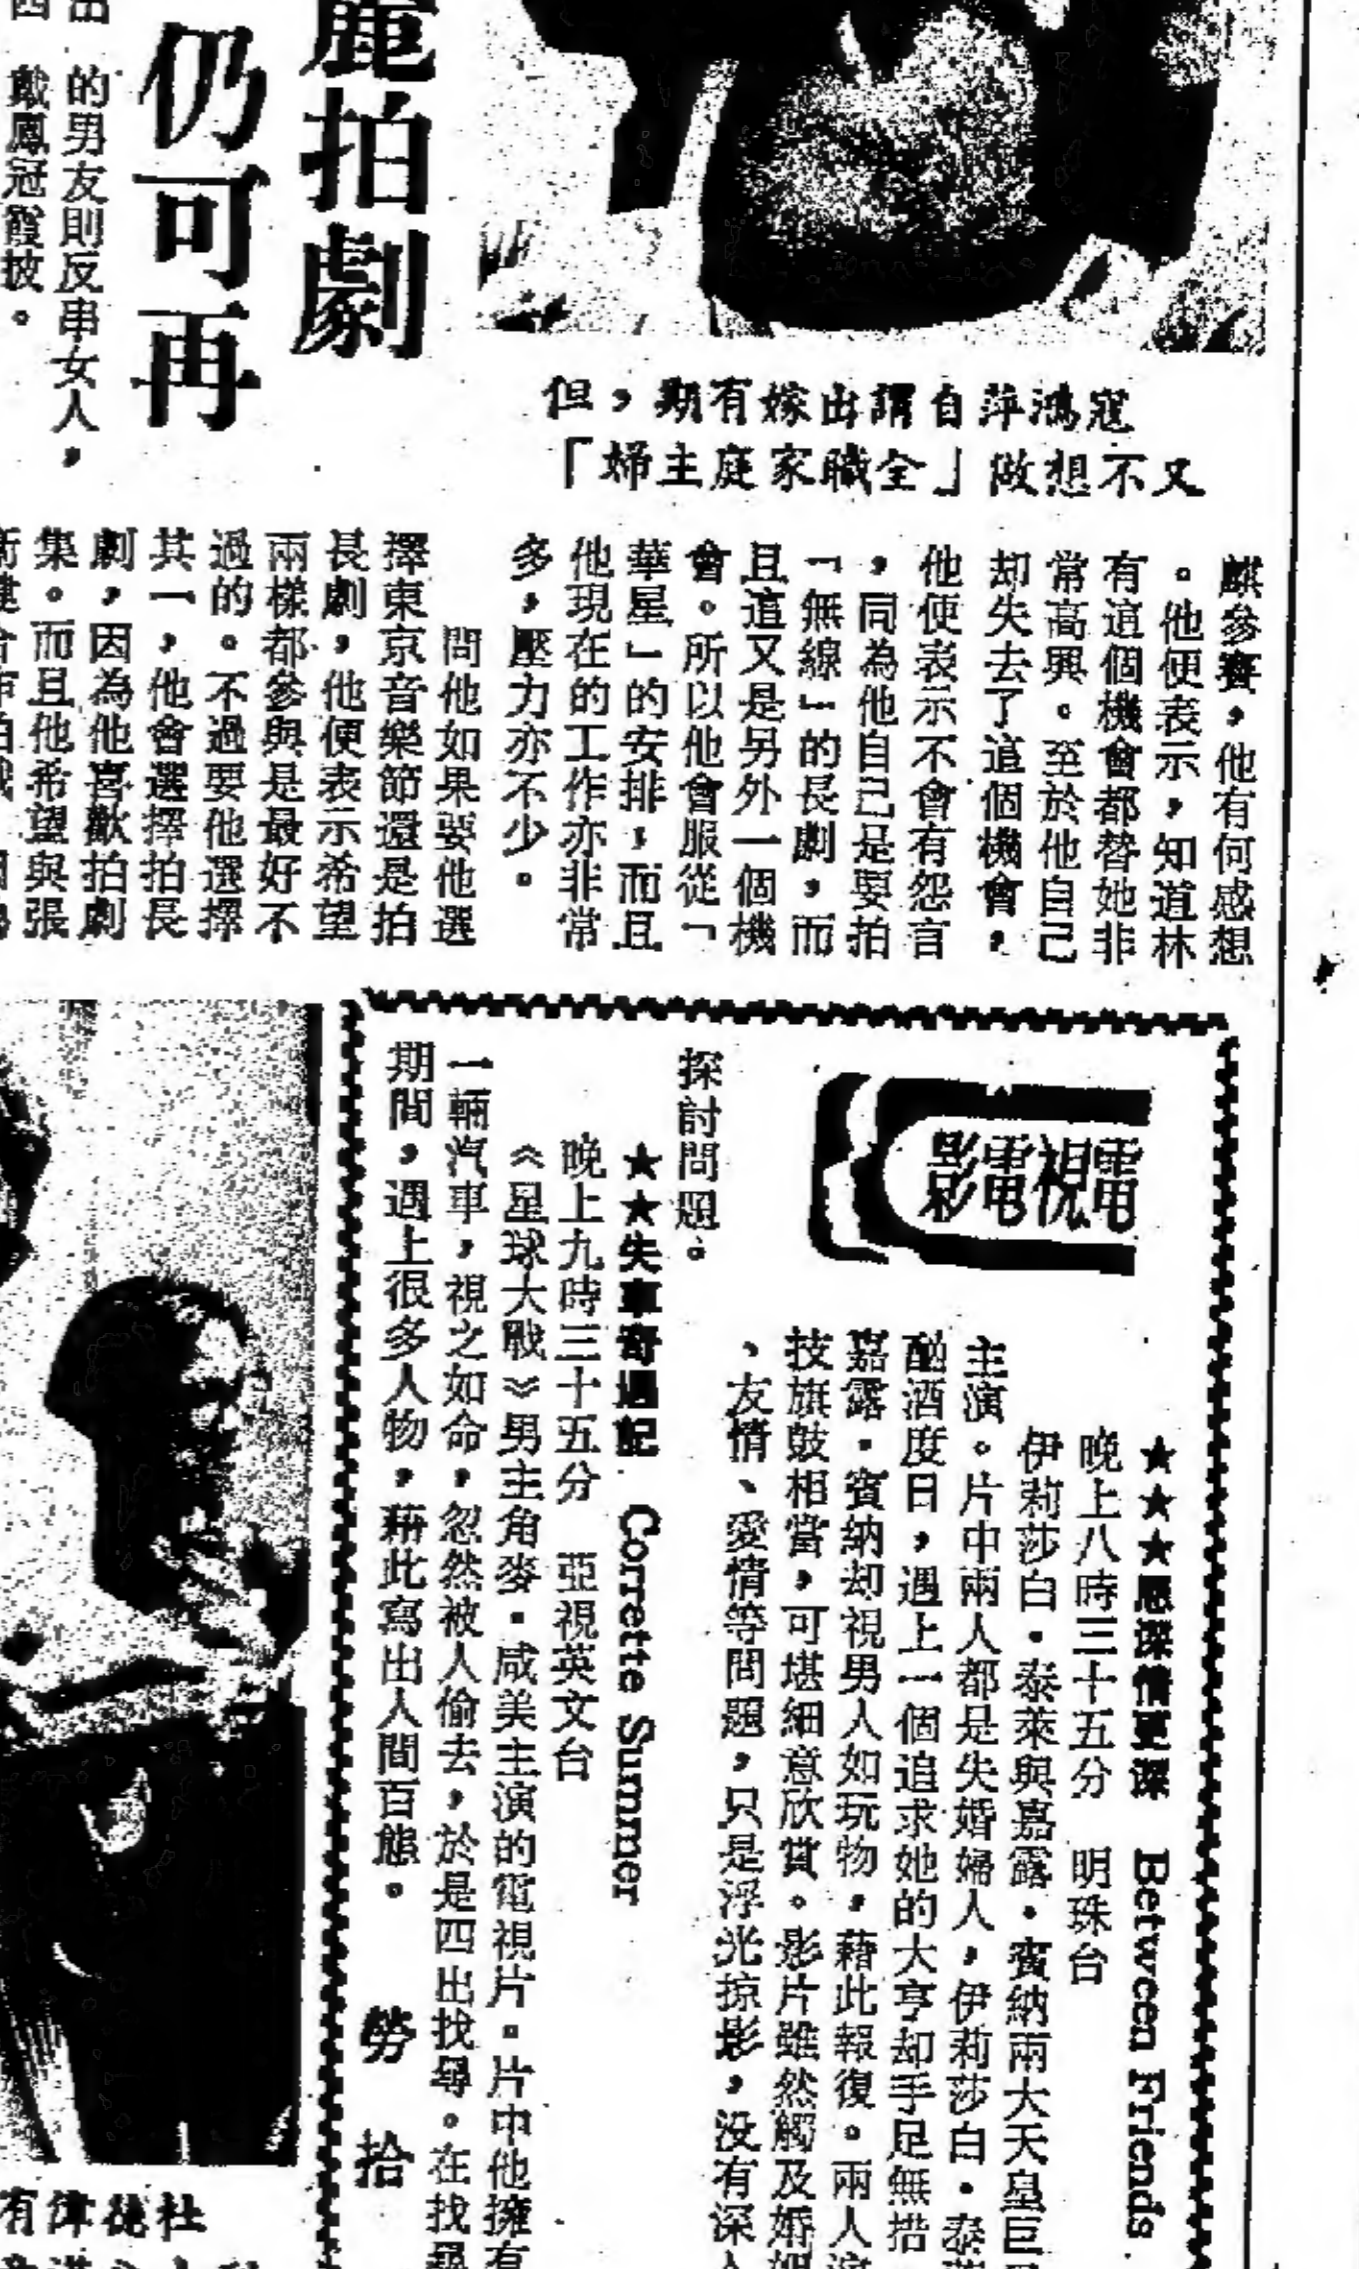 麗拍劇
仍可再
的男友則反串女人，
戴鳳冠霞披。
寇鴻萍自謂出嫁有期，但
又不想做「全職家庭主婦」
麒參賽，他有何感想
。他便表示，知道林
有這個機會都替她非
常高興。至於他自己
却失去了這個機會，
他便表示不會有怨言
，同為他自己是要拍
「無線」的長劇，而
且這又是另外一個機
會。所以他會服從「
華星」的安排，而且
他現在的工作亦非常
多，壓力亦不少。
問他如果要他選
擇東京音樂節還是拍
長劇，他便表示希望
兩樣都參與是最好不
過的。不過要他選擇
其一，他會選擇拍長
劇，因為他喜歡拍劇
集。而且他希望與張
電視電影
★★★恩深情更深 Between Friends
晚上八時三十五分 明珠台
伊莉莎白·泰萊與嘉露·賓納兩大天皇巨
主演。片中兩人都是失婚婦人，伊莉莎白·泰
酗酒度日，遇上一個追求她的大亨却手足無措
嘉露·賓納却視男人如玩物，藉此報復。兩人
技旗鼓相當，可堪細意欣賞。影片雖然觸及婚姻
、友情、愛情等問題，只是浮光掠影，没有深入
探討問題。
★★失車奇遇記 Corrette Summer
晚上九時三十五分 亞視英文台
《星球大戰》男主角麥·咸美主演的電視片。片中他擁有
一輛汽車，視之如命，忽然被人偷去，於是四出找尋。在找尋
期間，遇上很多人物，藉此寫出人間百態。
勞 拾
杜德偉有